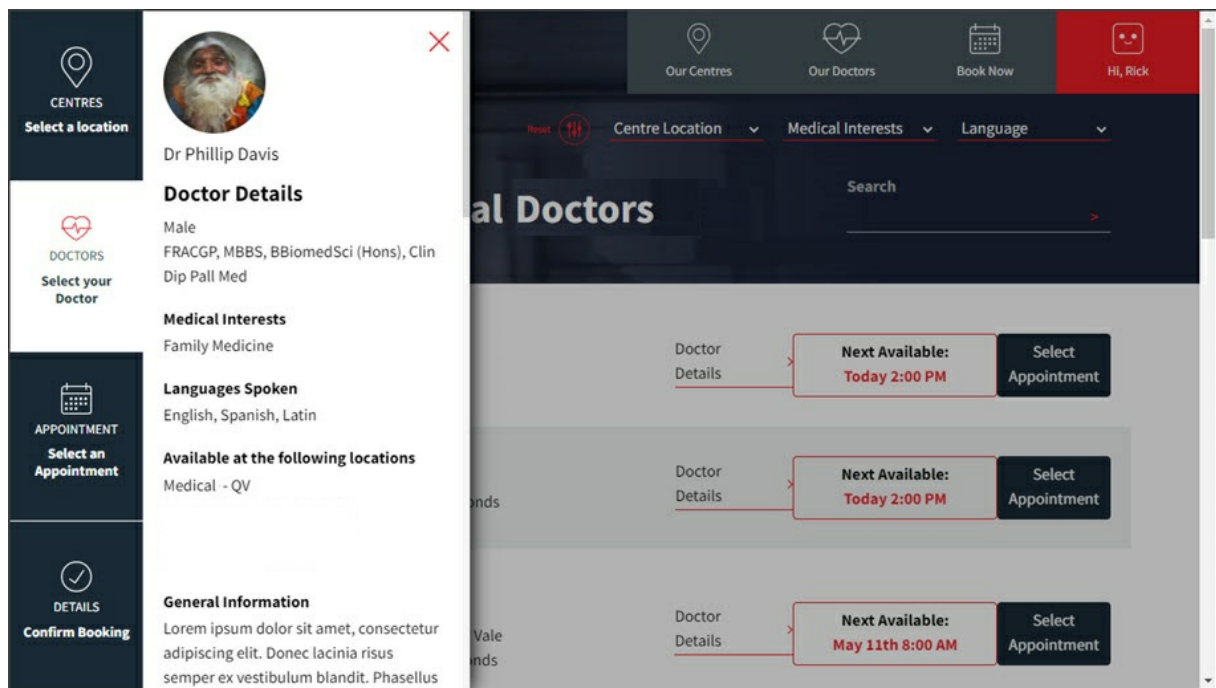 CENTRES
Select a location
DOCTORS
Select your
Doctor
APPOINTMENT
Select an
Appointment
DETAILS
Confirm Booking
Dr Phillip Davis
Doctor Details
Male
FRACGP, MBBS, BBiomedSci (Hons), Clin
Dip Pall Med
Medical Interests
Family Medicine
Languages Spoken
English, Spanish, Latin
Available at the following locations
Medical - QV
General Information
Lorem ipsum dolor sit amet, consectetur
adipiscing elit. Donec lacinia risus
semper ex vestibulum blandit. Phasellus
Our Centres
Our Doctors
Book Now
Hi, Rick
Reset
Centre Location
Medical Interests
Language
al Doctors
Search
>
Doctor
Details
>
Next Available:
Today 2:00 PM
Select
Appointment
onds
Doctor
Details
>
Next Available:
Today 2:00 PM
Select
Appointment
Vale
onds
Doctor
Details
>
Next Available:
May 11th 8:00 AM
Select
Appointment